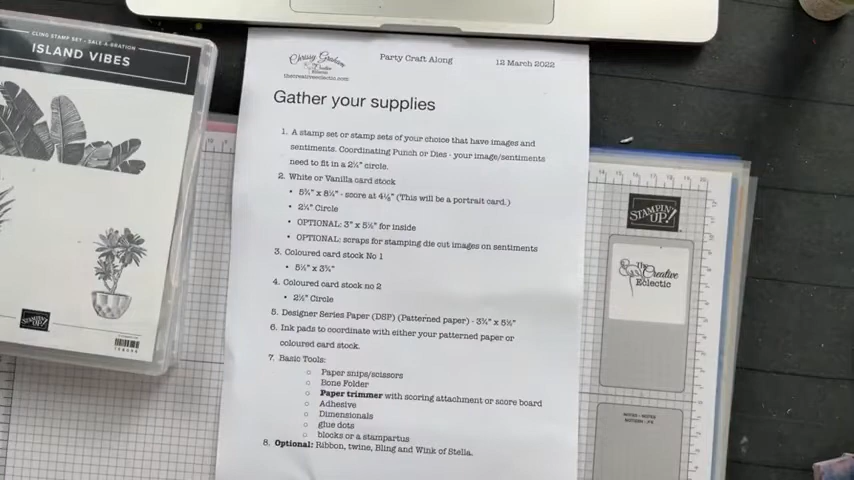 CLING STAMP SET • SALE-A-BRATION
ISLAND VIBES
STAMPIN' UP!
Chrissy Graham
Party Craft Along
12 March 2022
thecreativeeclectic.com
Gather your supplies
1. A stamp set or stamp sets of your choice that have images and
sentiments. Coordinating Punch or Dies - your image/sentiments
need to fit in a 2¼" circle.
2. White or Vanilla card stock
• 5¾" x 8¼" - score at 4⅛" (This will be a portrait card.)
• 2¼" Circle
• OPTIONAL: 3" x 5½" for inside
• OPTIONAL: scraps for stamping die cut images on sentiments
3. Coloured card stock No 1
• 5½" x 3¾"
4. Coloured card stock no 2
• 2½" Circle
5. Designer Series Paper (DSP) (Patterned paper) - 3¾" x 5½"
6. Ink pads to coordinate with either your patterned paper or
coloured card stock.
7. Basic Tools:
○ Paper snips/scissors
○ Bone Folder
○ Paper trimmer with scoring attachment or score board
○ Adhesive
○ Dimensionals
○ glue dots
○ blocks or a stampartus
8. Optional: Ribbon, twine, Bling and Wink of Stella.
STAMPIN' UP!
The
Creative
Eclectic